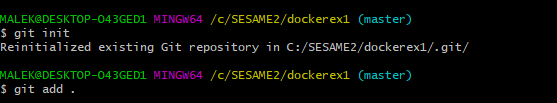 MALEK@DESKTOP-O43GED1 MINGW64 /c/SESAME2/dockerex1 (master)
$ git init
Reinitialized existing Git repository in C:/SESAME2/dockerex1/.git/
MALEK@DESKTOP-O43GED1 MINGW64 /c/SESAME2/dockerex1 (master)
$ git add .